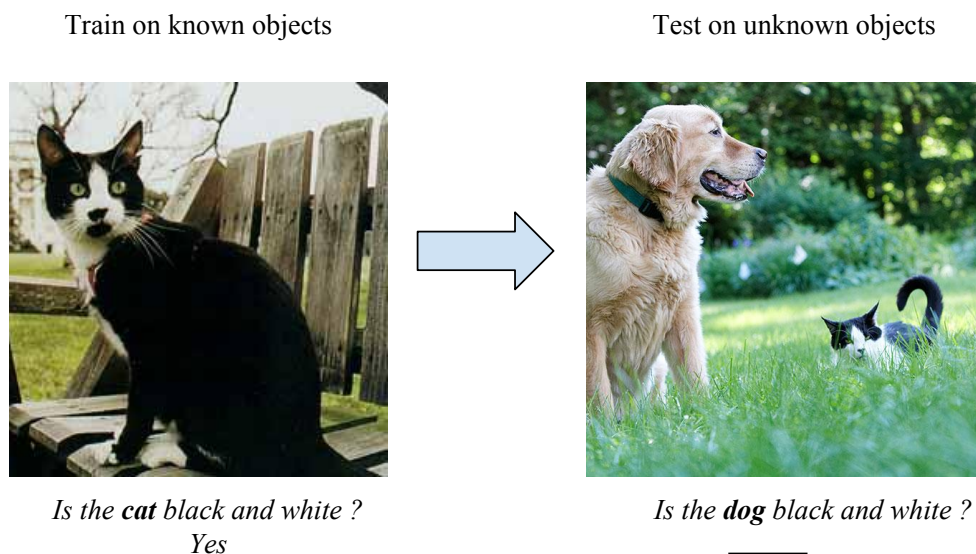 Train on known objects
Test on unknown objects
Is the cat black and white ?
Yes
Is the dog black and white ?